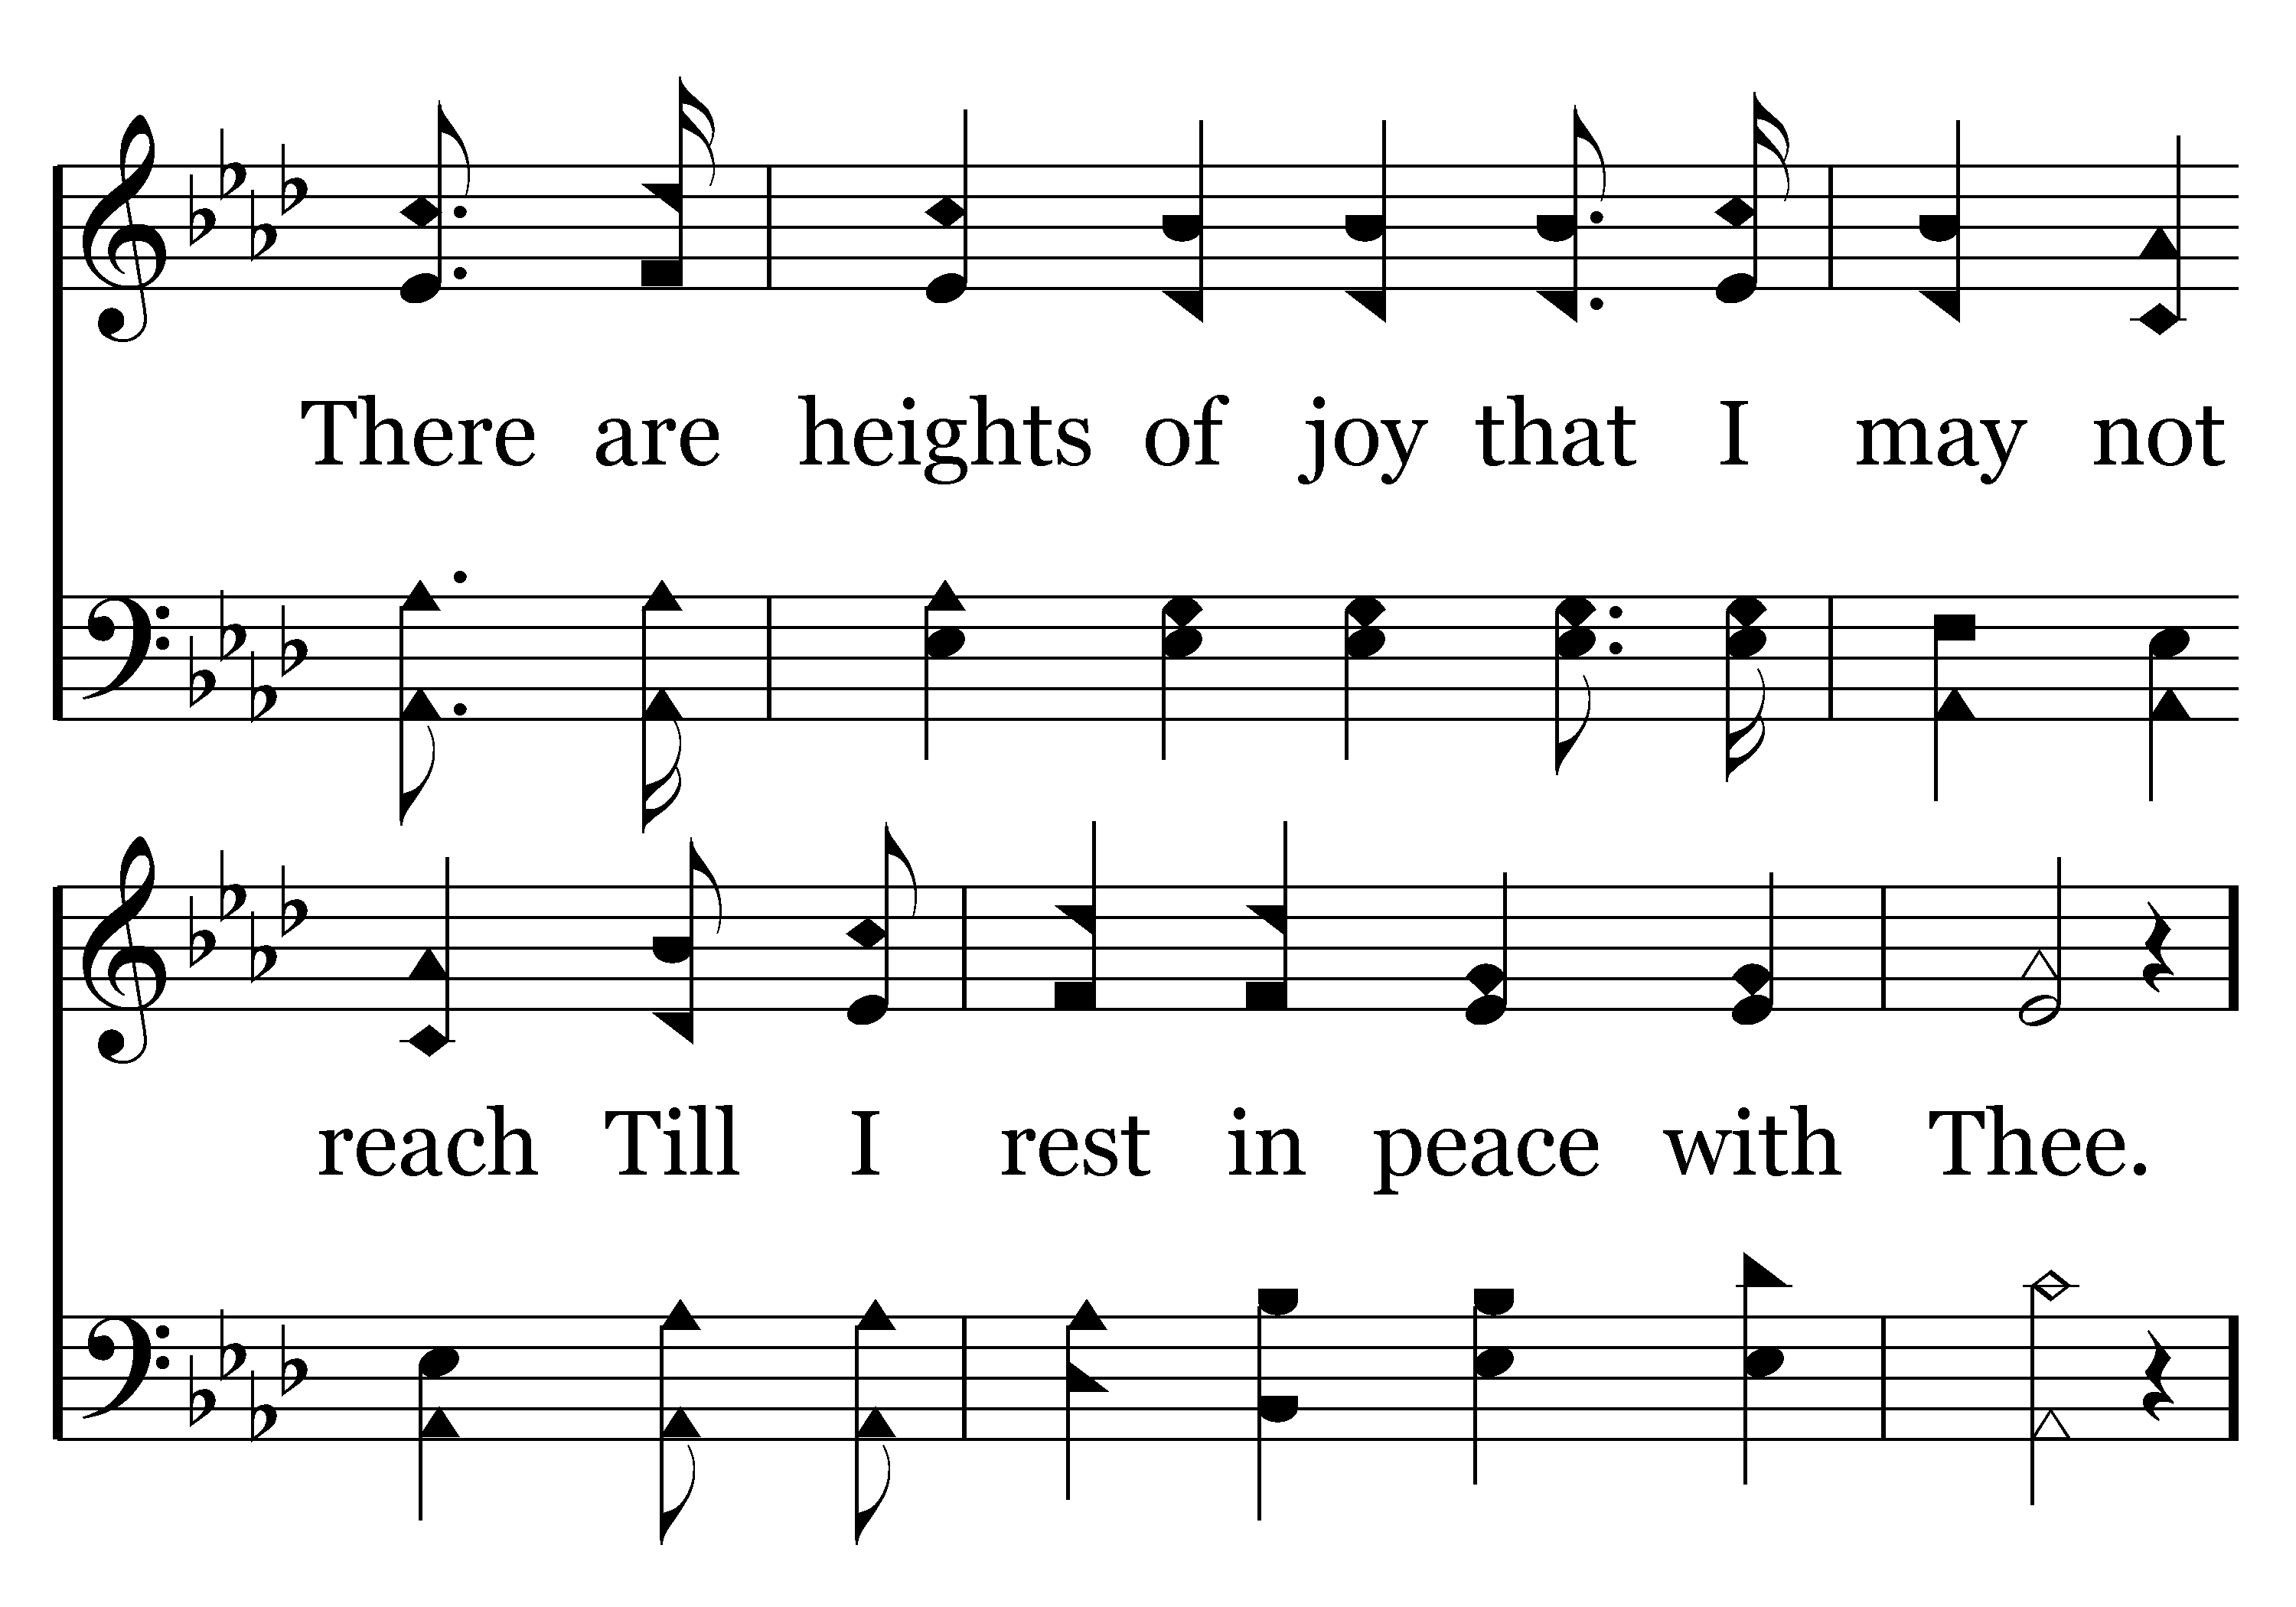 There are heights of joy that I may not
reach Till I rest in peace with Thee.